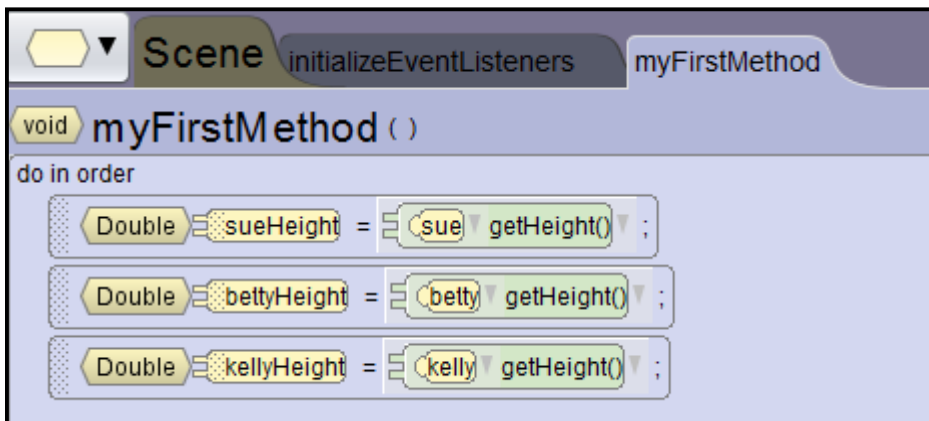 Scene initializeEventListeners myFirstMethod
void myFirstMethod ( )
do in order
Double sueHeight = sue getHeight() ;
Double bettyHeight = betty getHeight() ;
Double kellyHeight = kelly getHeight() ;